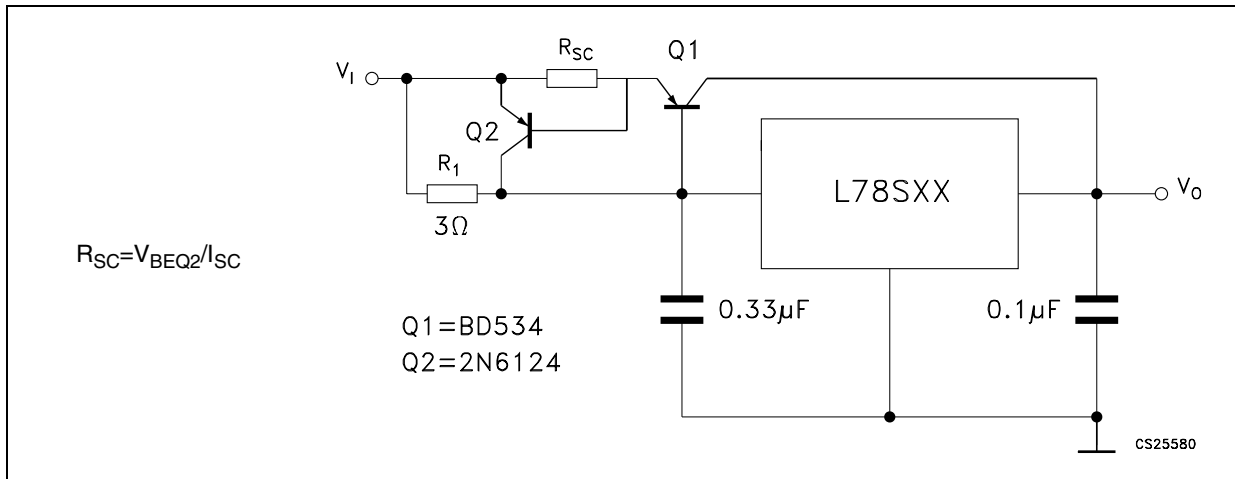 R_SC
Q1
V_I
Q2
R_1
3Ω
L78SXX
V_O
R_SC=V_BEQ2/I_SC
0.33µF
0.1µF
Q1=BD534
Q2=2N6124
CS25580